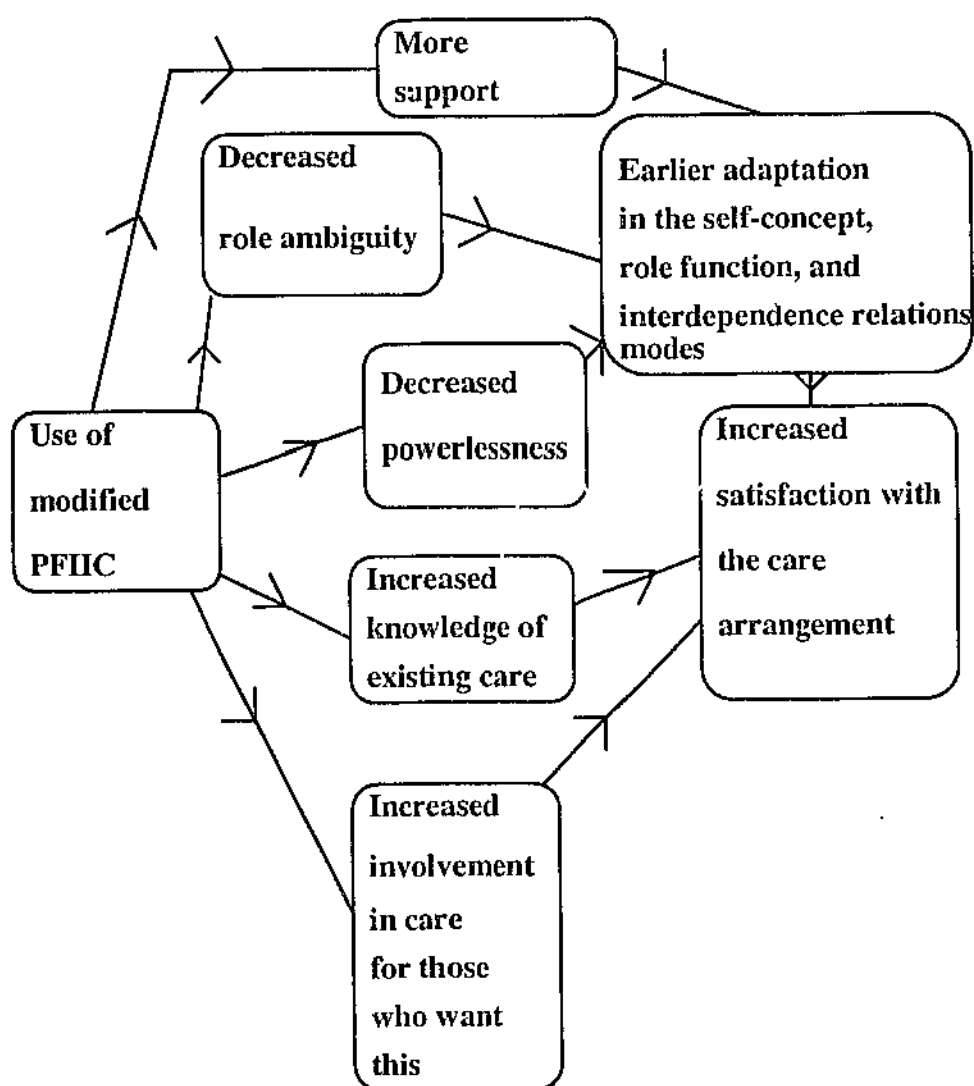 More
support
Decreased
role ambiguity
Earlier adaptation
in the self-concept,
role function, and
interdependence relations
modes
Decreased
powerlessness
Use of
modified
PFIIC
Increased
satisfaction with
the care
arrangement
Increased
knowledge of
existing care
Increased
involvement
in care
for those
who want
this